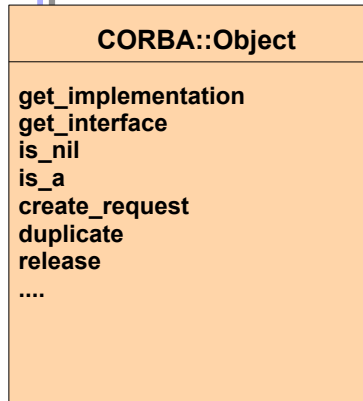 CORBA::Object
get_implementation
get_interface
is_nil
is_a
create_request
duplicate
release
....